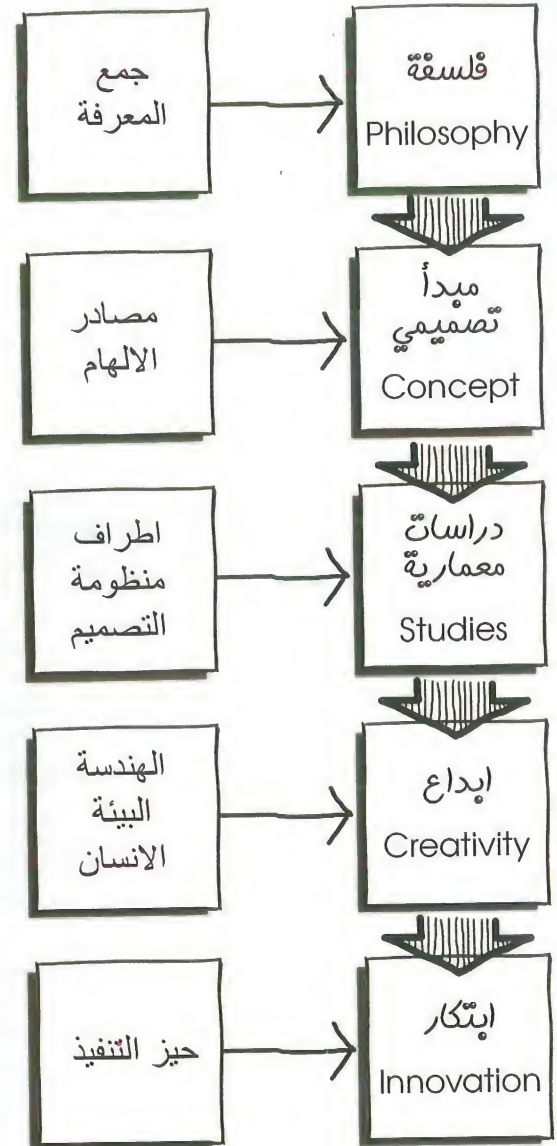 جمع
المعرفة
فلسفة
Philosophy
مصادر
الالهام
مبدأ
تصميمي
Concept
اطراف
منظومة
التصميم
دراسات
معمارية
Studies
الهندسة
البيئة
الانسان
ابداع
Creativity
حيز التنفيذ
ابتكار
Innovation